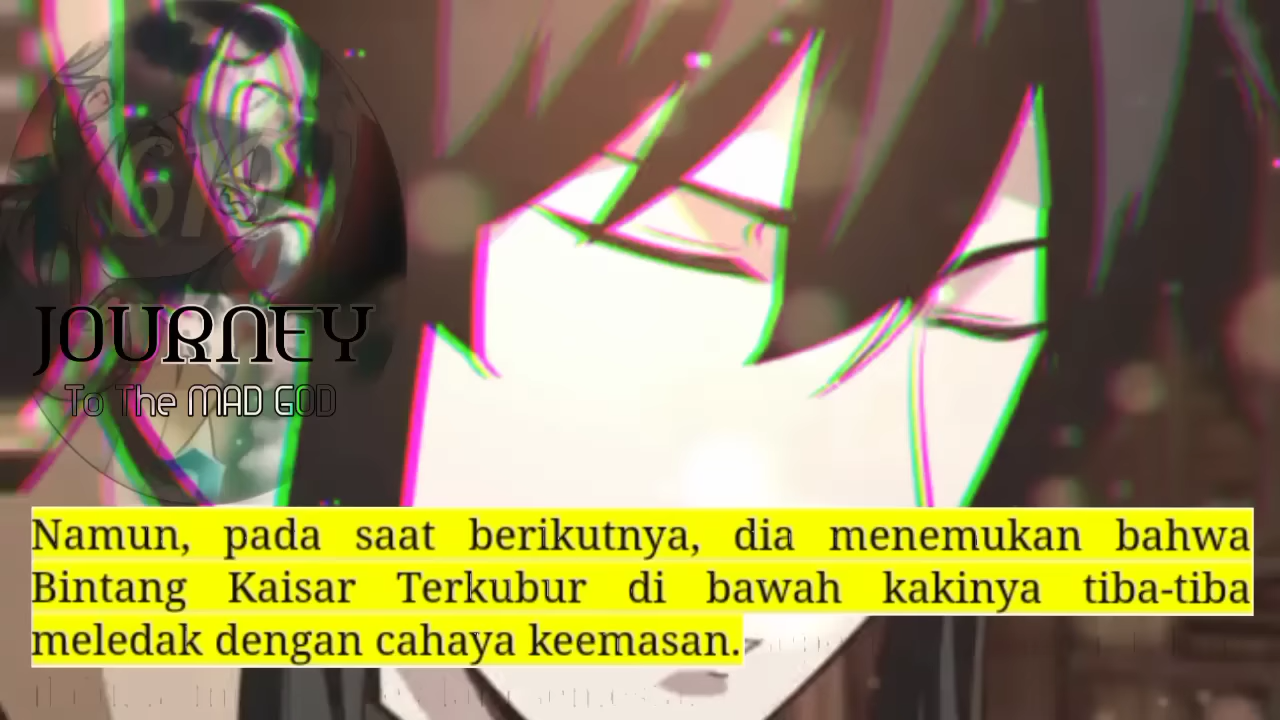 JOURNEY
To The MAD GOD
Namun, pada saat berikutnya, dia menemukan bahwa
Bintang Kaisar Terkubur di bawah kakinya tiba-tiba
meledak dengan cahaya keemasan.